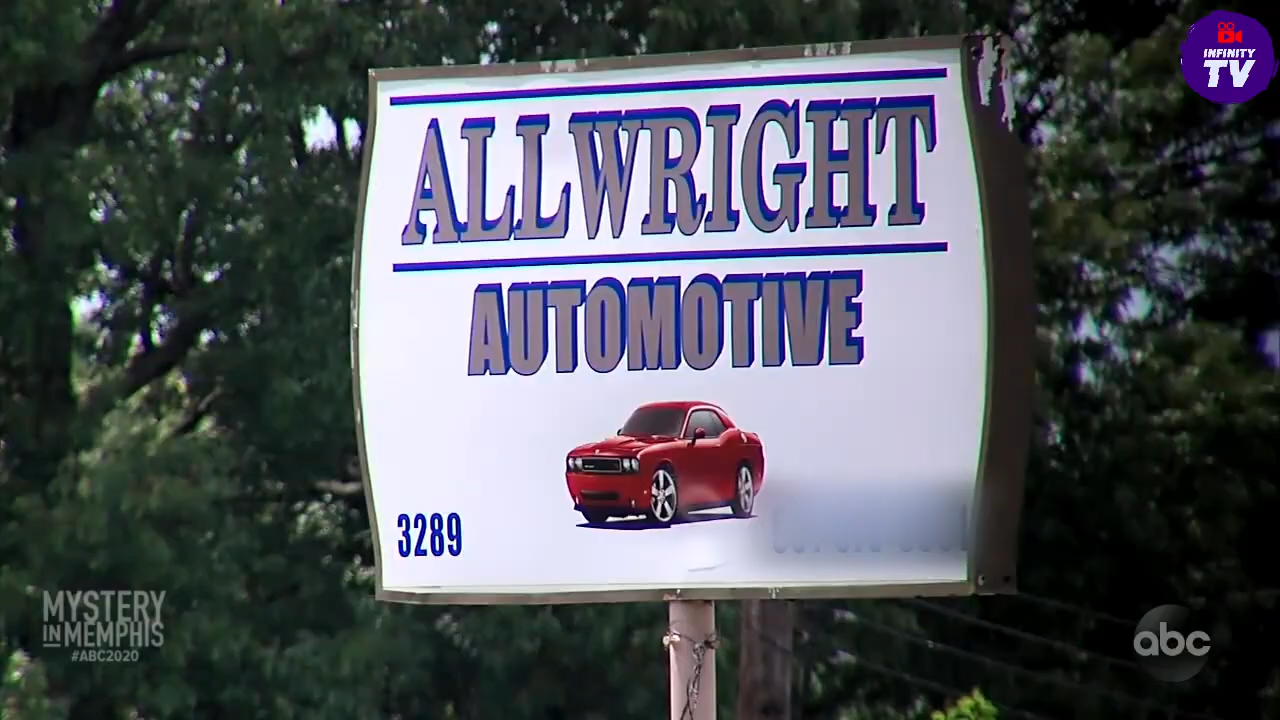 INFINITY
TV
ALLWRIGHT
AUTOMOTIVE
3289
MYSTERY
IN MEMPHIS
#ABC2020
abc